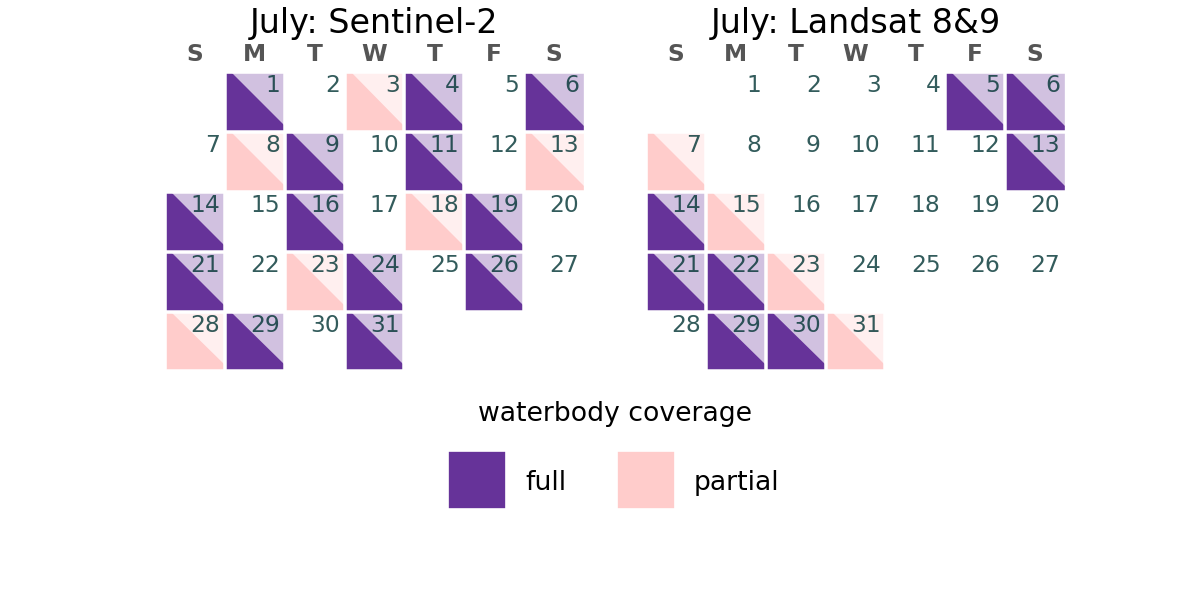 July: Sentinel-2
S M T W T F S
1 2 3 4 5 6
7 8 9 10 11 12 13
14 15 16 17 18 19 20
21 22 23 24 25 26 27
28 29 30 31
July: Landsat 8&9
S M T W T F S
1 2 3 4 5 6
7 8 9 10 11 12 13
14 15 16 17 18 19 20
21 22 23 24 25 26 27
28 29 30 31
waterbody coverage
full partial